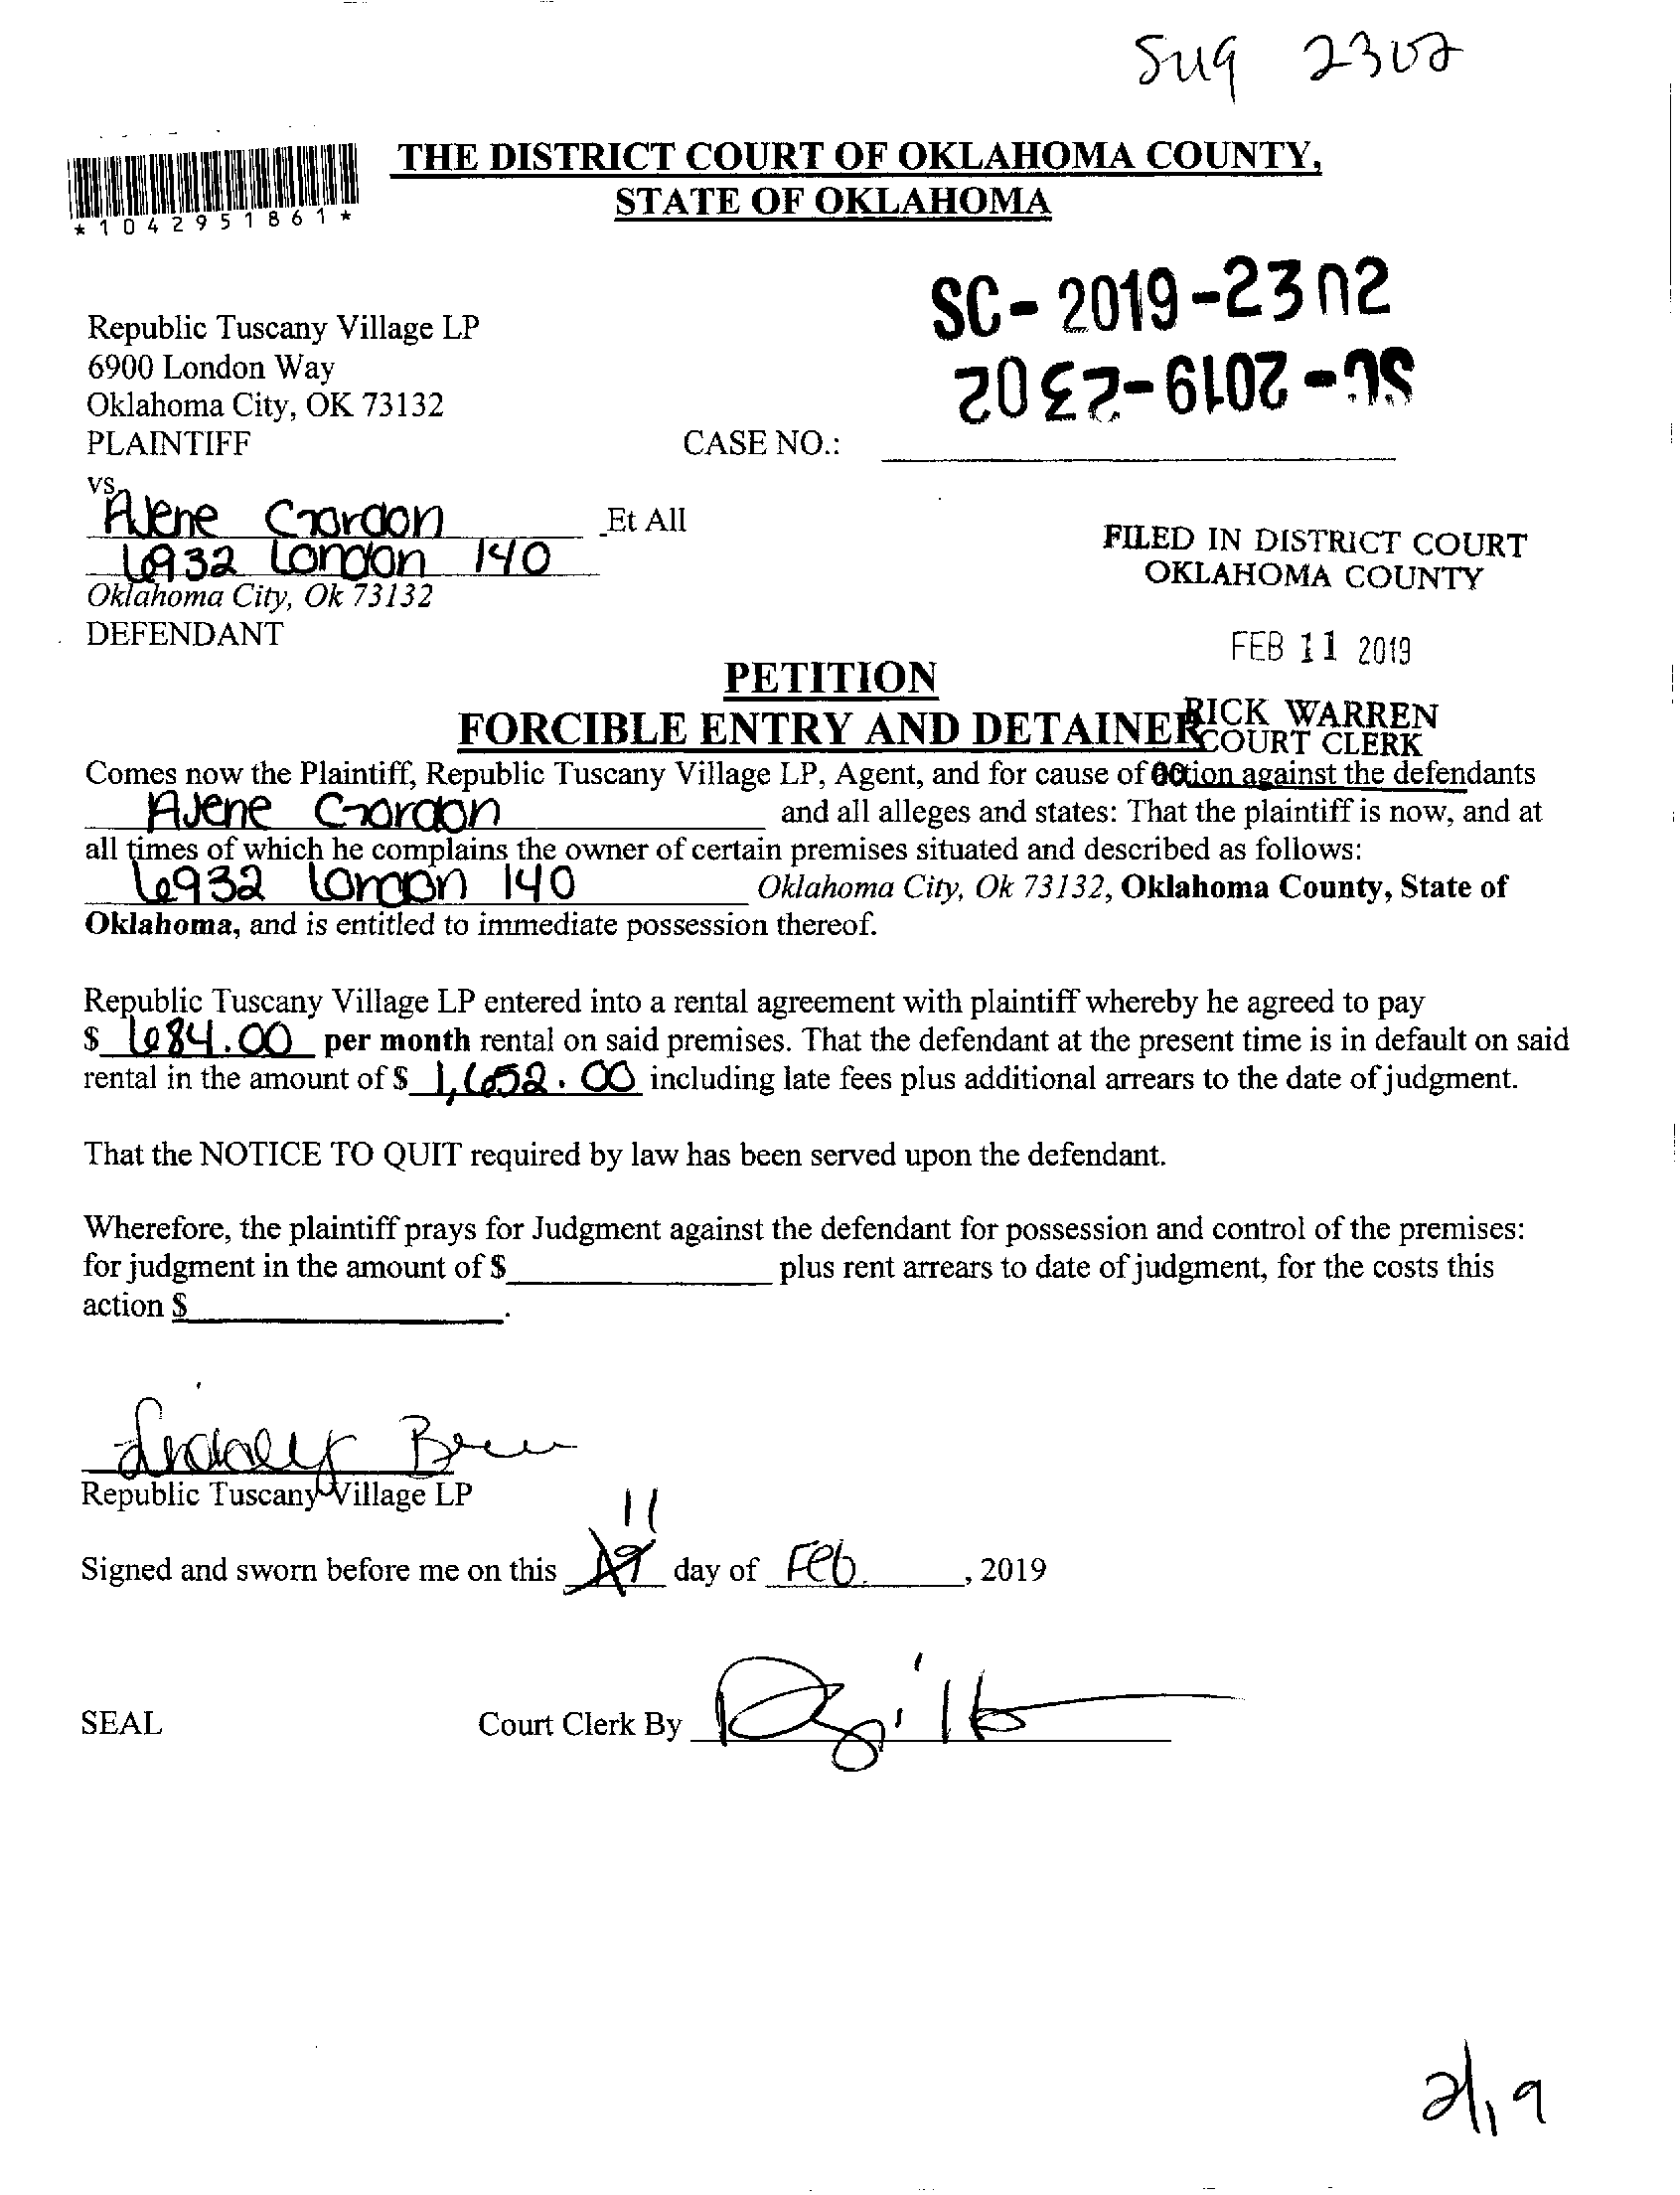 2302
THE DISTRICT COURT OF OKLAHOMA COUNTY,
STATE OF OKLAHOMA
*1042951861*
SC-2019-2302
SC-2019-2302
Republic Tuscany Village LP
6900 London Way
Oklahoma City, OK 73132
PLAINTIFF
CASE NO.:
vs.
AJene Gordon Et All
6932 London 140
Oklahoma City, Ok 73132
DEFENDANT
FILED IN DISTRICT COURT
OKLAHOMA COUNTY
FEB 11 2019
RICK WARREN
COURT CLERK
PETITION
FORCIBLE ENTRY AND DETAINER
Comes now the Plaintiff, Republic Tuscany Village LP, Agent, and for cause of action against the defendants
AJene Gordon and all alleges and states: That the plaintiff is now, and at
all times of which he complains the owner of certain premises situated and described as follows:
6932 London 140 Oklahoma City, Ok 73132, Oklahoma County, State of
Oklahoma, and is entitled to immediate possession thereof.
Republic Tuscany Village LP entered into a rental agreement with plaintiff whereby he agreed to pay
$ 684.00 per month rental on said premises. That the defendant at the present time is in default on said
rental in the amount of $ 1,652.00 including late fees plus additional arrears to the date of judgment.
That the NOTICE TO QUIT required by law has been served upon the defendant.
Wherefore, the plaintiff prays for Judgment against the defendant for possession and control of the premises:
for judgment in the amount of $ plus rent arrears to date of judgment, for the costs this
action $ .
Republic Tuscany Village LP
11
Signed and sworn before me on this day of Feb. , 2019
SEAL Court Clerk By
2/19